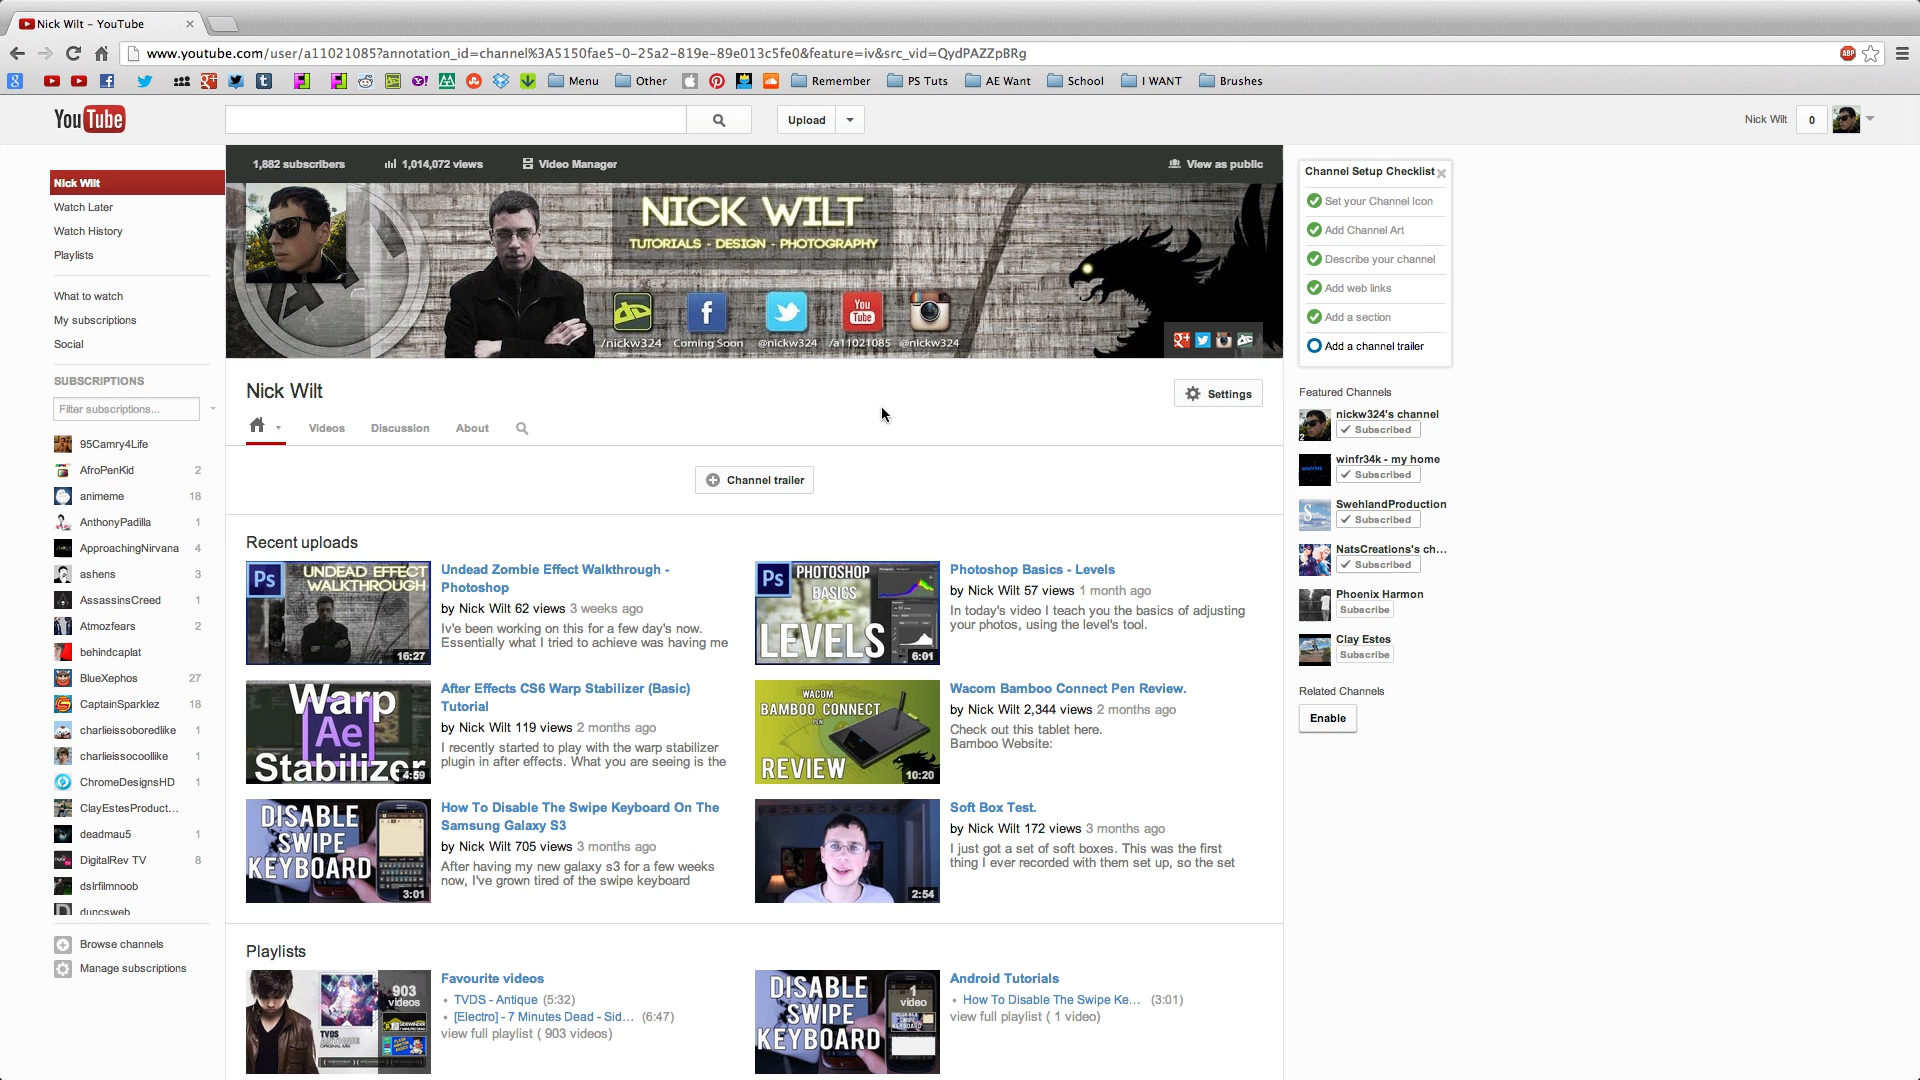 Nick Wilt - YouTube
www.youtube.com/user/a11021085?annotation_id=channel%3A5150fae5-0-25a2-819e-89e013c5fe0&feature=iv&src_vid=QydPAZZpBRg
ABP
Menu Other Remember PS Tuts AE Want School I WANT Brushes
YouTube
Upload
Nick Wilt 0
Nick Wilt
Watch Later
Watch History
Playlists
What to watch
My subscriptions
Social
SUBSCRIPTIONS
Filter subscriptions...
95Camry4Life
AfroPenKid 2
animeme 18
AnthonyPadilla 1
ApproachingNirvana 4
ashens 3
AssassinsCreed 1
Atmozfears 2
behindcaplat
BlueXephos 27
CaptainSparklez 18
charlieissoboredlike 1
charlieissocoollike 1
ChromeDesignsHD 1
ClayEstesProduct...
deadmau5 1
DigitalRev TV 8
dslrfilmnoob
duncsweb
Browse channels
Manage subscriptions
1,882 subscribers 1,014,072 views Video Manager View as public
NICK WILT
TUTORIALS - DESIGN - PHOTOGRAPHY
You Tube
/nickw324 Coming Soon @nickw324 /a11021085 @nickw324
Nick Wilt
Settings
Videos Discussion About
Channel trailer
Recent uploads
Ps UNDEAD EFFECT
WALKTHROUGH
16:27
Undead Zombie Effect Walkthrough -
Photoshop
by Nick Wilt 62 views 3 weeks ago
Iv'e been working on this for a few day's now.
Essentially what I tried to achieve was having me
Ps PHOTOSHOP
BASICS
LEVELS
6:01
Photoshop Basics - Levels
by Nick Wilt 57 views 1 month ago
In today's video I teach you the basics of adjusting
your photos, using the level's tool.
Warp
Ae
Stabilizer
4:59
After Effects CS6 Warp Stabilizer (Basic)
Tutorial
by Nick Wilt 119 views 2 months ago
I recently started to play with the warp stabilizer
plugin in after effects. What you are seeing is the
WACOM
BAMBOO CONNECT
PEN
REVIEW
10:20
Wacom Bamboo Connect Pen Review.
by Nick Wilt 2,344 views 2 months ago
Check out this tablet here.
Bamboo Website:
DISABLE
SWIPE
KEYBOARD
3:01
How To Disable The Swipe Keyboard On The
Samsung Galaxy S3
by Nick Wilt 705 views 3 months ago
After having my new galaxy s3 for a few weeks
now, I've grown tired of the swipe keyboard
2:54
Soft Box Test.
by Nick Wilt 172 views 3 months ago
I just got a set of soft boxes. This was the first
thing I ever recorded with them set up, so the set
Playlists
903
videos
TVDS
ANTIQUE
Favourite videos
TVDS - Antique (5:32)
[Electro] - 7 Minutes Dead - Sid... (6:47)
view full playlist ( 903 videos)
DISABLE
SWIPE
KEYBOARD
1
video
Android Tutorials
How To Disable The Swipe Ke... (3:01)
view full playlist ( 1 video)
Channel Setup Checklist
Set your Channel Icon
Add Channel Art
Describe your channel
Add web links
Add a section
Add a channel trailer
Featured Channels
nickw324's channel
Subscribed
winfr34k - my home
Subscribed
SwehlandProduction
Subscribed
NatsCreations's ch...
Subscribed
Phoenix Harmon
Subscribe
Clay Estes
Subscribe
Related Channels
Enable